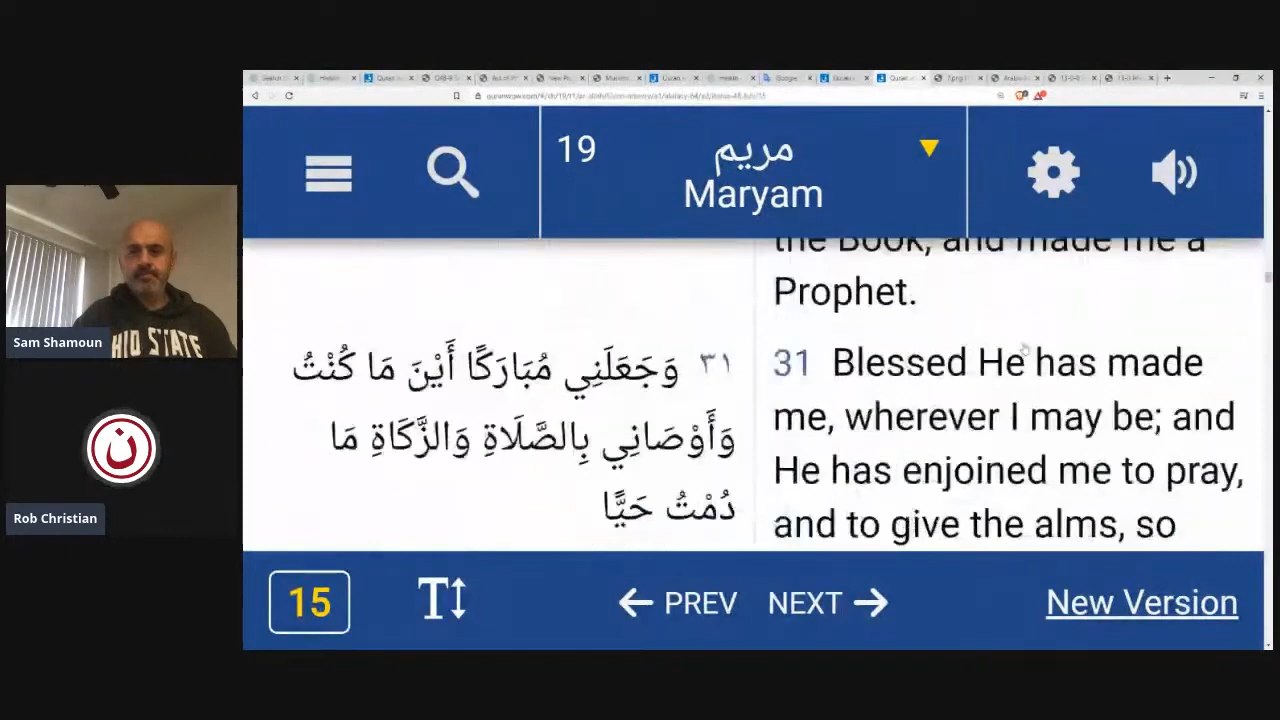 19
مريم
Maryam
the Book, and made me a
Prophet.
٣١ وَجَعَلَنِي مُبَارَكًا أَيْنَ مَا كُنْتُ
وَأَوْصَانِي بِالصَّلَاةِ وَالزَّكَاةِ مَا
دُمْتُ حَيًّا
31 Blessed He has made
me, wherever I may be; and
He has enjoined me to pray,
and to give the alms, so
15
T
PREV NEXT
New Version
HIO STATE
Sam Shamoun
ن
Rob Christian